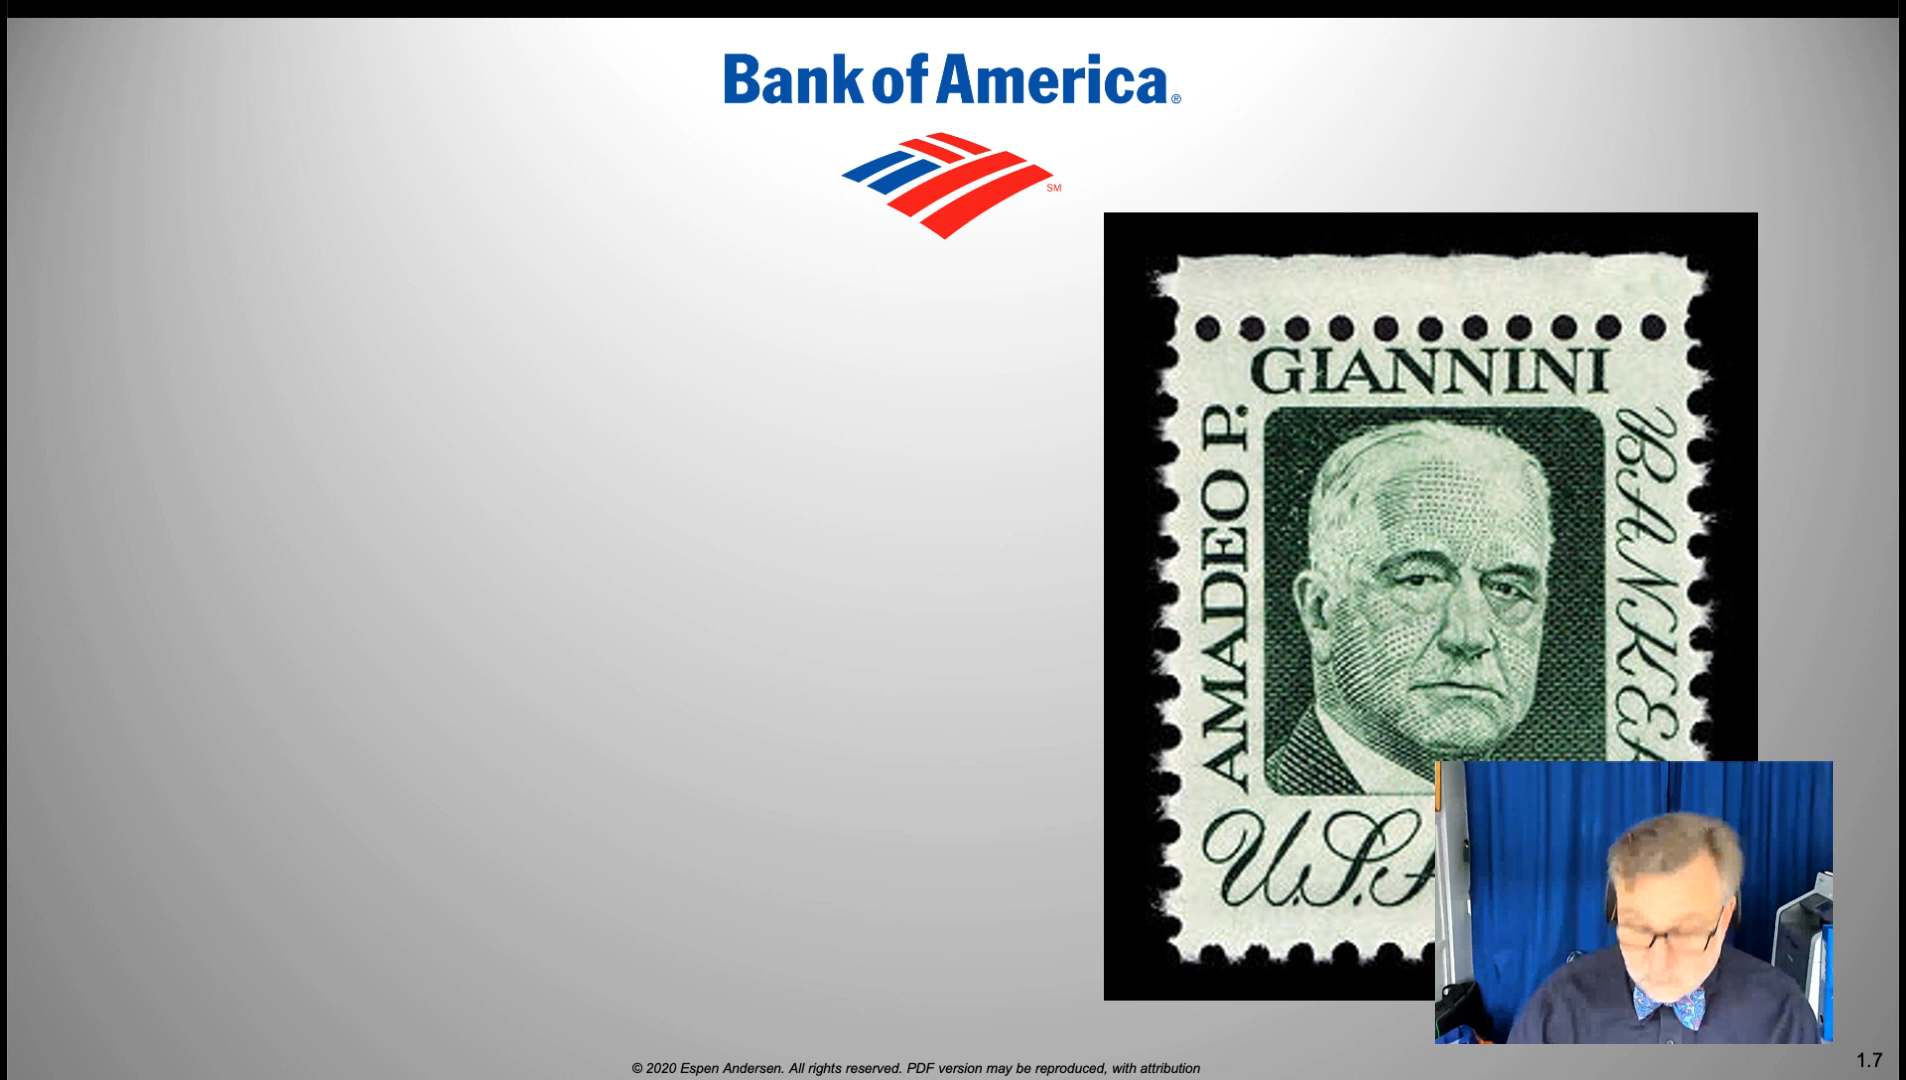 Bank of America®
SM
GIANNINI
AMADEO P.
U.S.
© 2020 Espen Andersen. All rights reserved. PDF version may be reproduced, with attribution
1.7